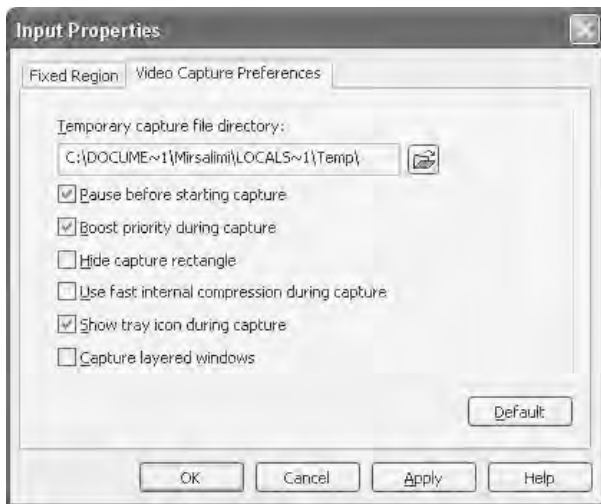 Input Properties
Fixed Region
Video Capture Preferences
Temporary capture file directory:
C:\DOCUME~1\Mirsalimi\LOCALS~1\Temp\
Pause before starting capture
Boost priority during capture
Hide capture rectangle
Use fast internal compression during capture
Show tray icon during capture
Capture layered windows
Default
OK
Cancel
Apply
Help